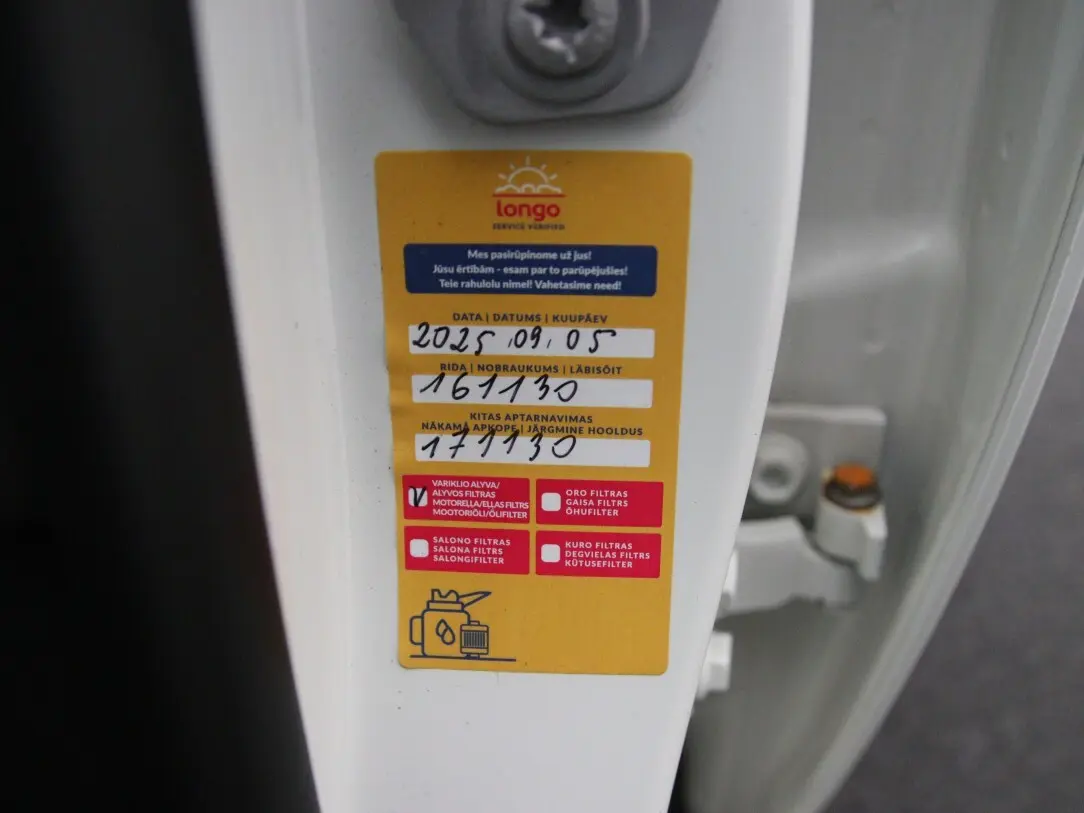 longo
SERVICE VERIFIED
Mes pasirūpinome už jus!
Jūsu ērtībām - esam par to parūpējušies!
Teie rahulolu nimel! Vahetasime need!
DATA | DATUMS | KUUPÄEV
2025.09.05
RIDA | NOBRAUKUMS | LÄBISÕIT
161130
KITAS APTARNAVIMAS
NĀKAMĀ APKOPE | JÄRGMINE HOOLDUS
171130
V
VARIKLIO ALYVA/
ALYVOS FILTRAS
MOTOREĻĻA/EĻĻAS FILTRS
MOOTORIÕLI/ÕLIFILTER
ORO FILTRAS
GAISA FILTRS
ÕHUFILTER
SALONO FILTRAS
SALONA FILTRS
SALONGIFILTER
KURO FILTRAS
DEGVIELAS FILTRS
KÜTUSEFILTER